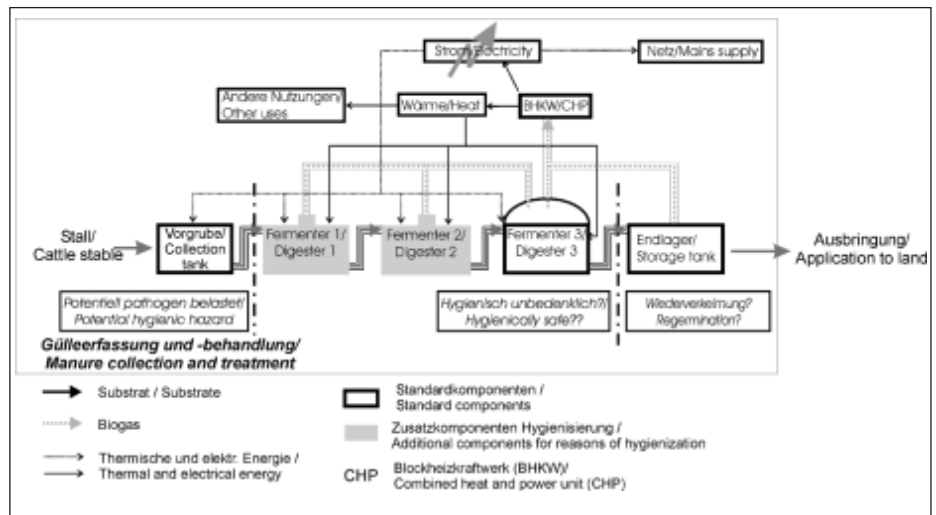 Strom/Electricity
Netz/Mains supply
Andere Nutzungen/
Other uses
Wärme/Heat
BHKW/CHP
Stall/
Cattle stable
Vorgrube/
Collection
tank
Fermenter 1/
Digester 1
Fermenter 2/
Digester 2
Fermenter 3/
Digester 3
Endlager/
Storage tank
Ausbringung/
Application to land
Potentiell pathogen belastet/
Potential hygienic hazard
Hygienisch unbedenklich?/
Hygienically safe??
Wiederverkeimung?
Regermination?
Gülleerfassung und -behandlung/
Manure collection and treatment
Substrat / Substrate
Biogas
Thermische und elektr. Energie /
Thermal and electrical energy
Standardkomponenten /
Standard components
Zusatzkomponenten Hygienisierung /
Additional components for reasons of hygienization
CHP
Blockheizkraftwerk (BHKW)/
Combined heat and power unit (CHP)